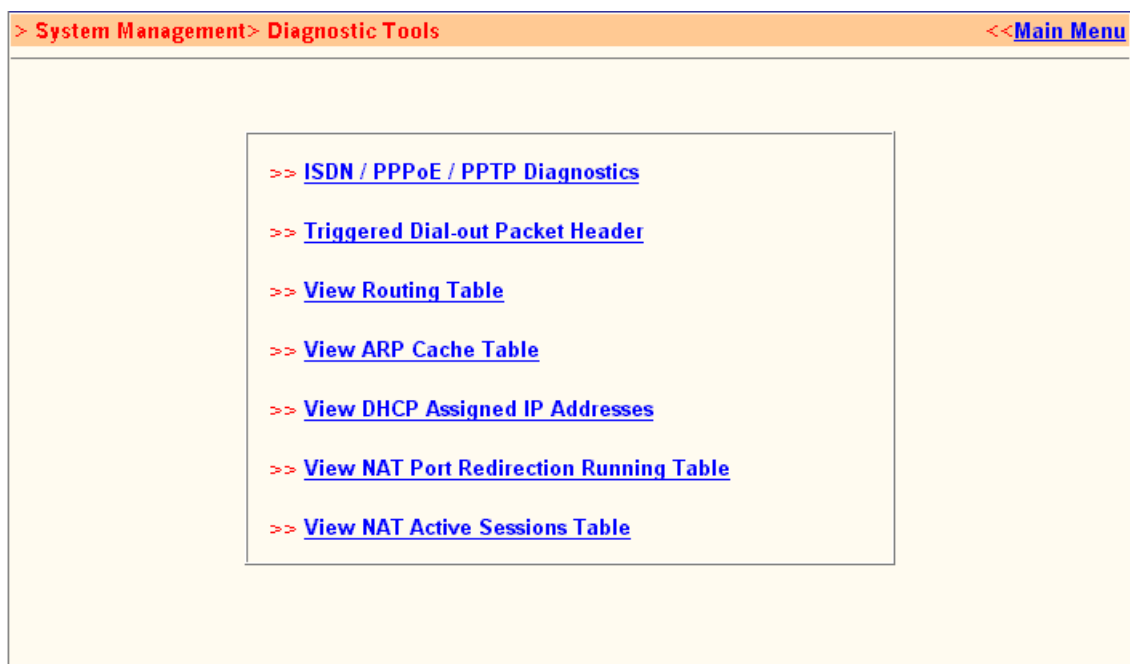 > System Management> Diagnostic Tools <<Main Menu
>> ISDN / PPPoE / PPTP Diagnostics
>> Triggered Dial-out Packet Header
>> View Routing Table
>> View ARP Cache Table
>> View DHCP Assigned IP Addresses
>> View NAT Port Redirection Running Table
>> View NAT Active Sessions Table